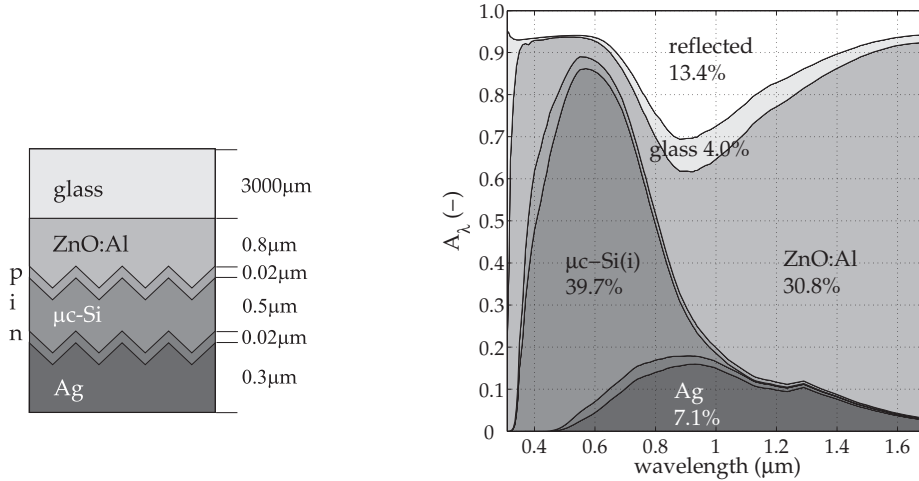 glass
3000μm
ZnO:Al
0.8μm
p
0.02μm
i
μc-Si
0.5μm
n
0.02μm
Ag
0.3μm
1.0
0.9
0.8
0.7
0.6
0.5
0.4
0.3
0.2
0.1
0
A_λ (−)
reflected
13.4%
glass 4.0%
μc−Si(i)
39.7%
ZnO:Al
30.8%
Ag
7.1%
0.4 0.6 0.8 1 1.2 1.4 1.6
wavelength (μm)